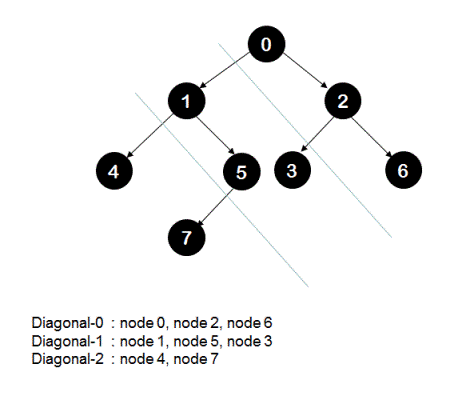 0
1
2
4
5
3
6
7
Diagonal-0 : node 0, node 2, node 6
Diagonal-1 : node 1, node 5, node 3
Diagonal-2 : node 4, node 7